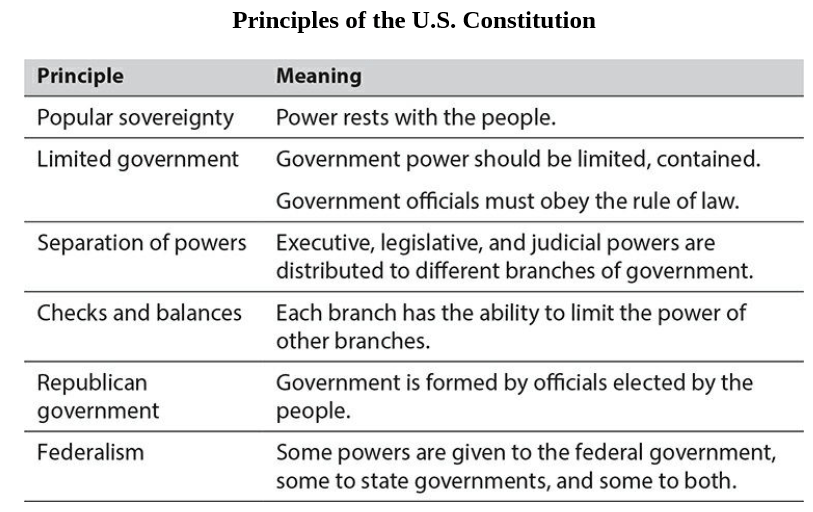 Principles of the U.S. Constitution
Principle Meaning
Popular sovereignty Power rests with the people.
Limited government Government power should be limited, contained.
Government officials must obey the rule of law.
Separation of powers Executive, legislative, and judicial powers are
distributed to different branches of government.
Checks and balances Each branch has the ability to limit the power of
other branches.
Republican Government is formed by officials elected by the
government people.
Federalism Some powers are given to the federal government,
some to state governments, and some to both.